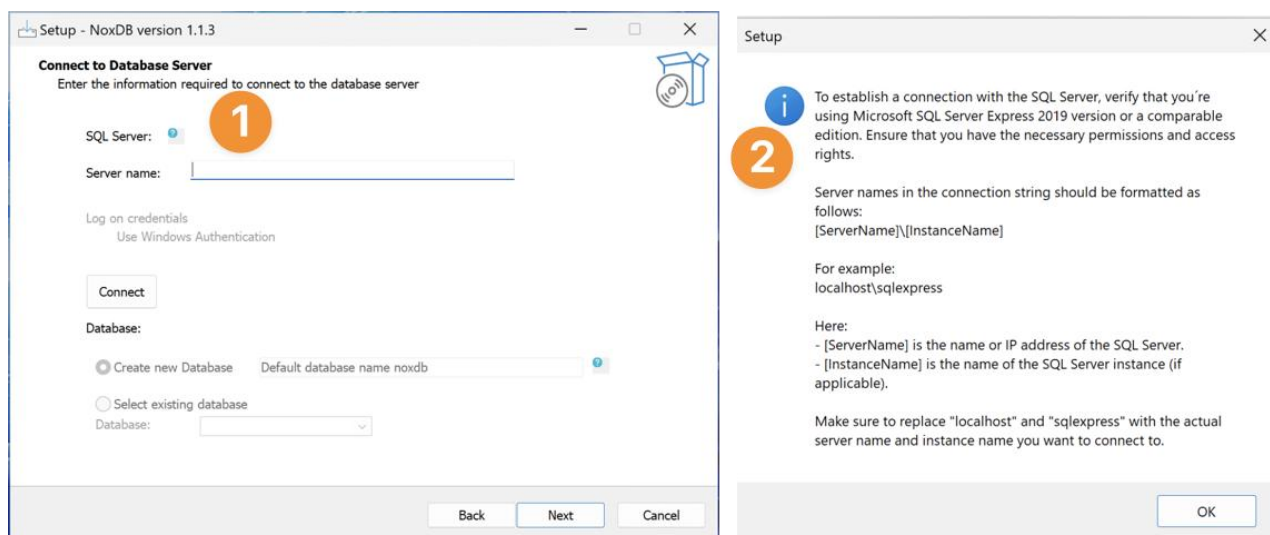 Setup - NoxDB version 1.1.3
Connect to Database Server
Enter the information required to connect to the database server
1
SQL Server: ?
Server name:
Log on credentials
Use Windows Authentication
Connect
Database:
Create new Database Default database name noxdb ?
Select existing database
Database:
Back Next Cancel
Setup
i
2
To establish a connection with the SQL Server, verify that you´re
using Microsoft SQL Server Express 2019 version or a comparable
edition. Ensure that you have the necessary permissions and access
rights.
Server names in the connection string should be formatted as
follows:
[ServerName]\[InstanceName]
For example:
localhost\sqlexpress
Here:
- [ServerName] is the name or IP address of the SQL Server.
- [InstanceName] is the name of the SQL Server instance (if
applicable).
Make sure to replace "localhost" and "sqlexpress" with the actual
server name and instance name you want to connect to.
OK